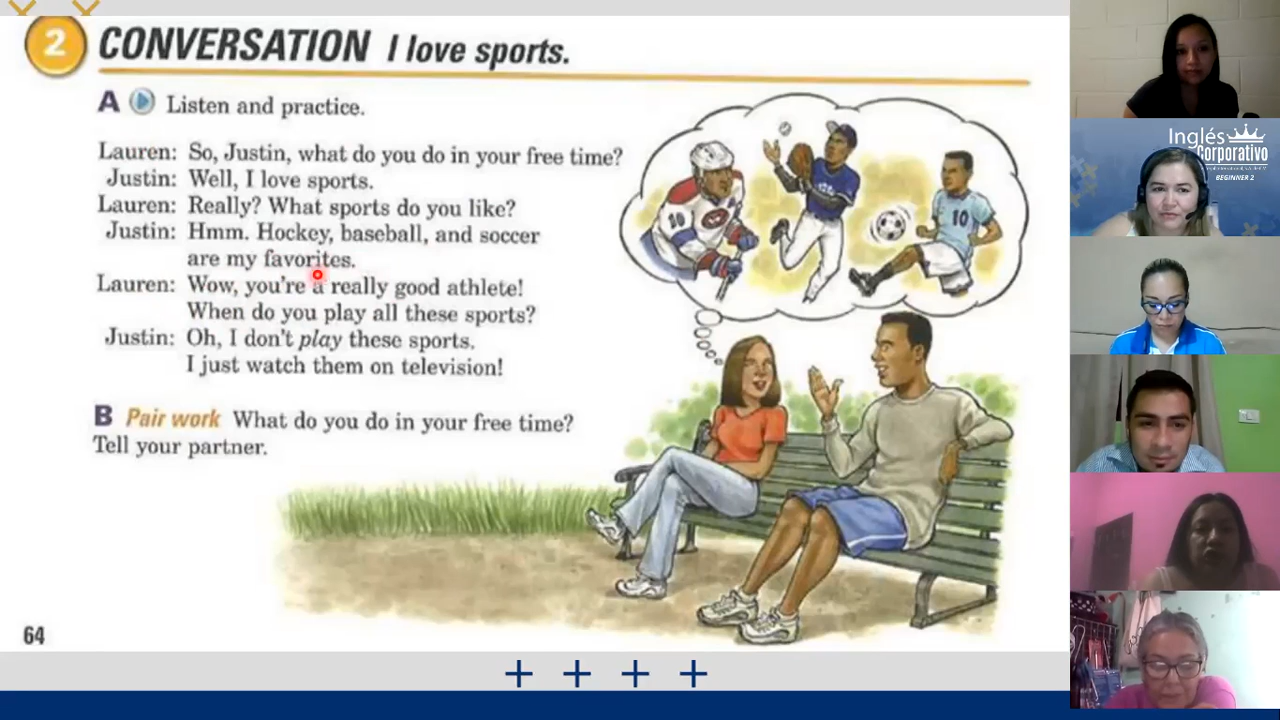 2 CONVERSATION I love sports.
A Listen and practice.
Lauren: So, Justin, what do you do in your free time?
Justin: Well, I love sports.
Lauren: Really? What sports do you like?
Justin: Hmm. Hockey, baseball, and soccer
are my favorites.
Lauren: Wow, you're a really good athlete!
When do you play all these sports?
Justin: Oh, I don't play these sports.
I just watch them on television!
B Pair work What do you do in your free time?
Tell your partner.
10
10
64
Inglés
Corporativo
BEGINNER 2